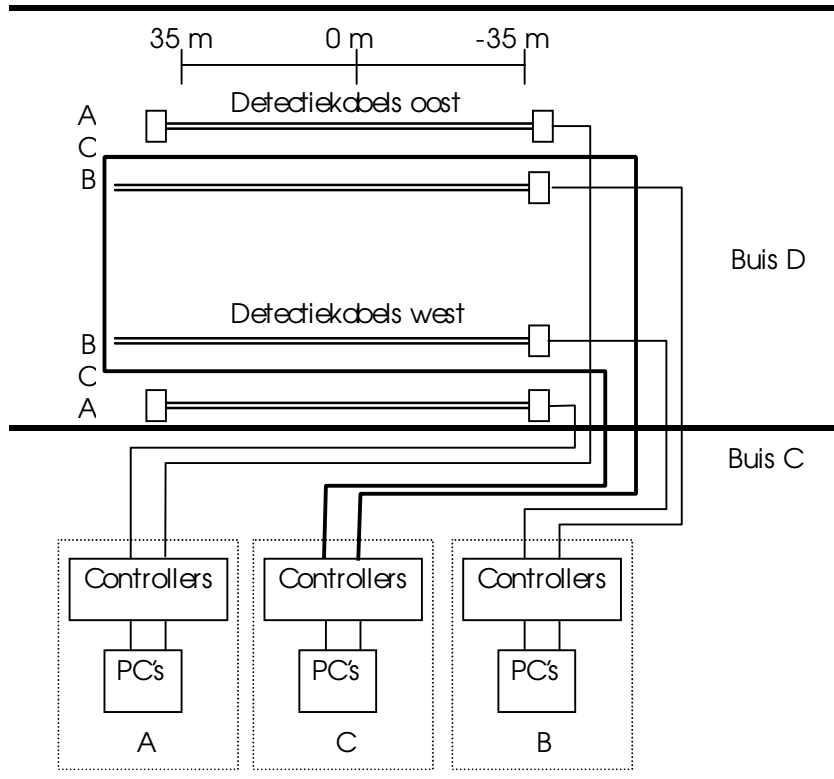 35 m 0 m -35 m
Detectiekabels oost
A
C
B
Buis D
Detectiekabels west
B
C
A
Buis C
Controllers Controllers Controllers
PC's PC's PC's
A C B